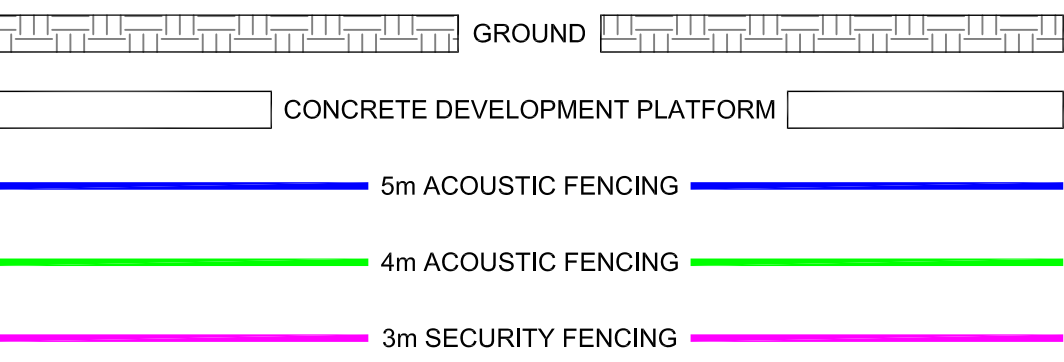 GROUND
CONCRETE DEVELOPMENT PLATFORM
5m ACOUSTIC FENCING
4m ACOUSTIC FENCING
3m SECURITY FENCING